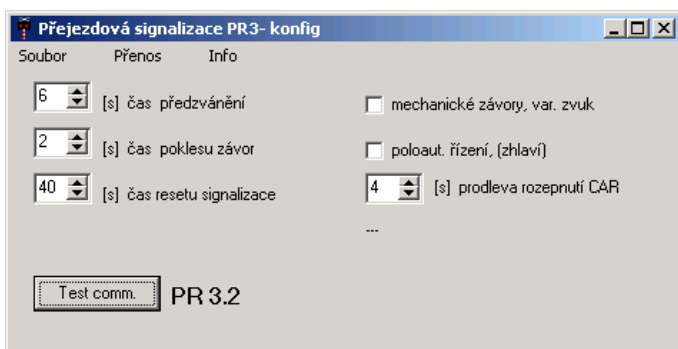 Přejezdová signalizace PR3- konfig
Soubor Přenos Info
6 [s] čas předzvánění
mechanické závory, var. zvuk
2 [s] čas poklesu závor
poloaut. řízení, (zhlaví)
40 [s] čas resetu signalizace
4 [s] prodleva rozepnutí CAR
---
Test comm. PR 3.2